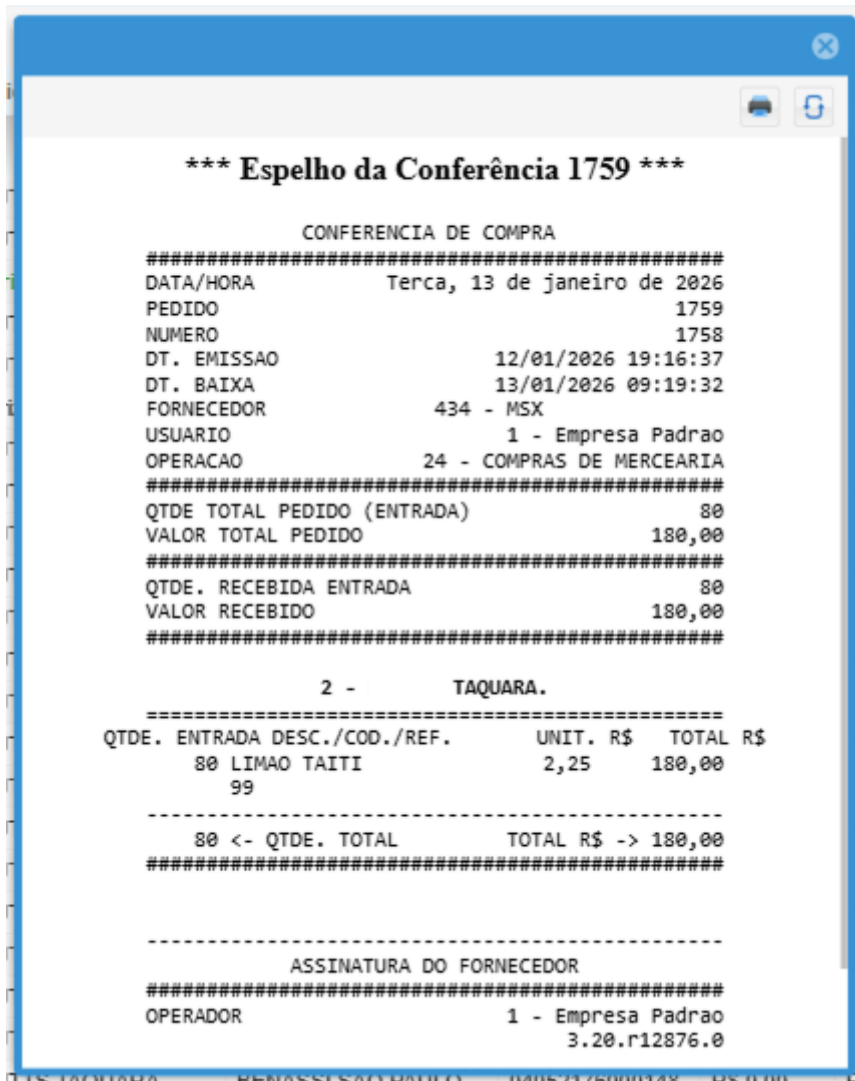 *** Espelho da Conferência 1759 ***
CONFERENCIA DE COMPRA
################################################
DATA/HORA Terca, 13 de janeiro de 2026
PEDIDO 1759
NUMERO 1758
DT. EMISSAO 12/01/2026 19:16:37
DT. BAIXA 13/01/2026 09:19:32
FORNECEDOR 434 - MSX
USUARIO 1 - Empresa Padrao
OPERACAO 24 - COMPRAS DE MERCEARIA
################################################
QTDE TOTAL PEDIDO (ENTRADA) 80
VALOR TOTAL PEDIDO 180,00
################################################
QTDE. RECEBIDA ENTRADA 80
VALOR RECEBIDO 180,00
################################################
2 - TAQUARA.
================================================
QTDE. ENTRADA DESC./COD./REF. UNIT. R$ TOTAL R$
80 LIMAO TAITI 2,25 180,00
99
------------------------------------------------
80 <- QTDE. TOTAL TOTAL R$ -> 180,00
################################################
------------------------------------------------
ASSINATURA DO FORNECEDOR
################################################
OPERADOR 1 - Empresa Padrao
3.20.r12876.0